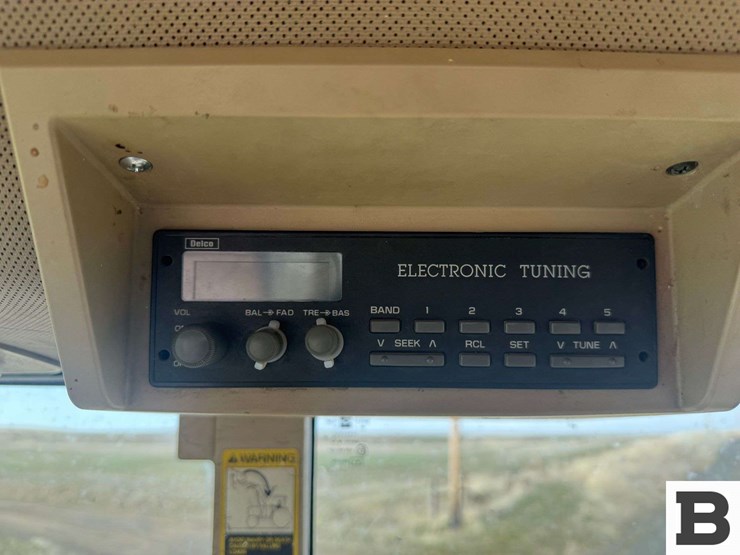 Delco
ELECTRONIC TUNING
VOL
BAL FAD
TRE BAS
BAND 1 2 3 4 5
V SEEK Λ RCL SET V TUNE Λ
WARNING
B